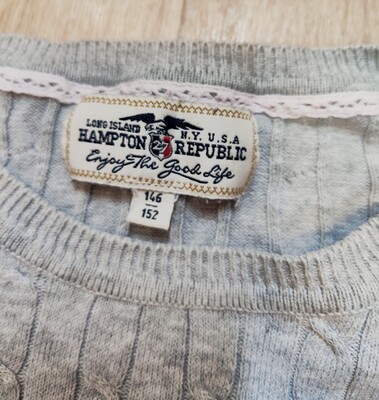 LONG ISLAND N.Y. U.S.A
HAMPTON REPUBLIC
27
Enjoy The Good Life
146
152